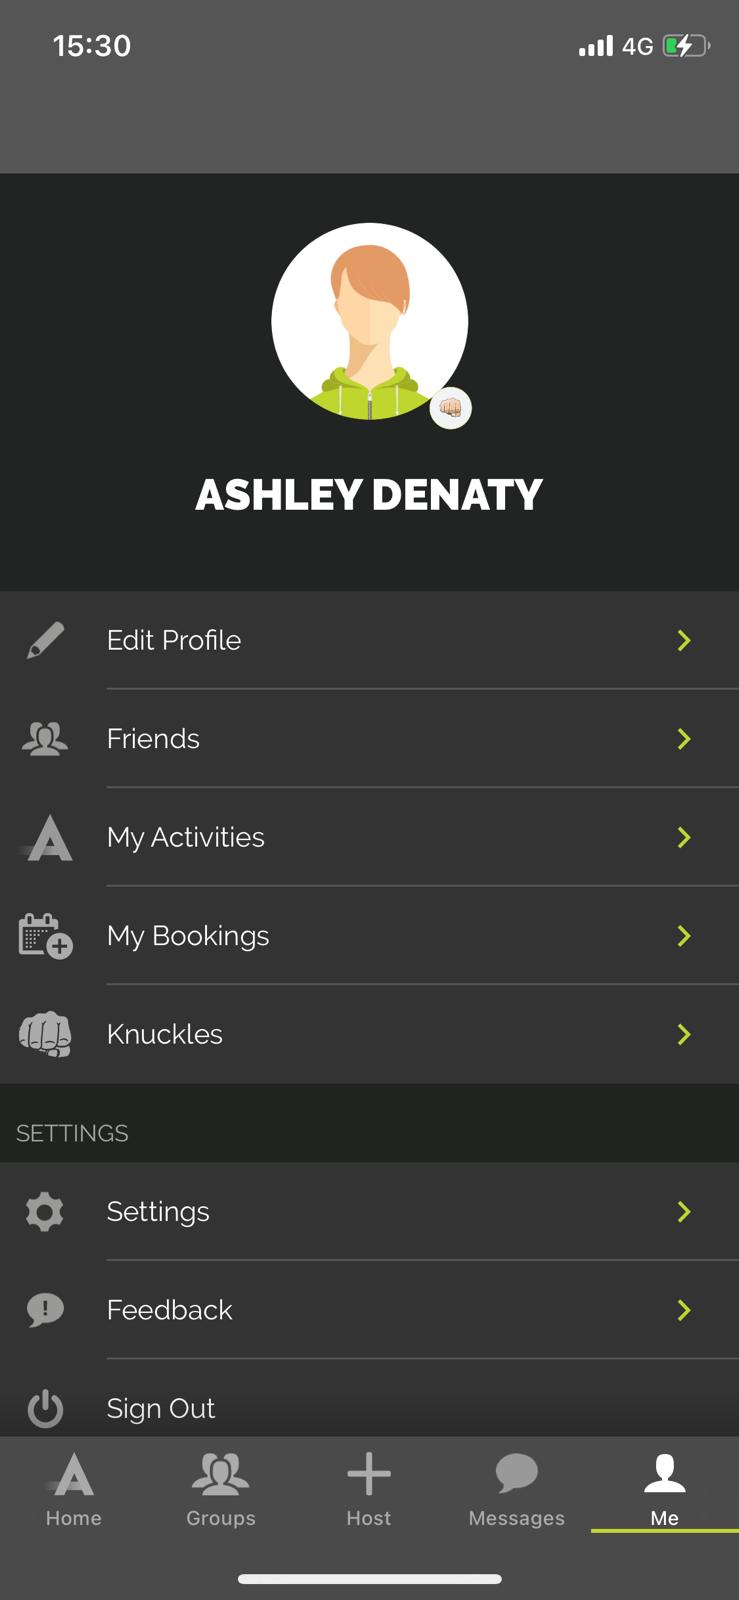 15:30
4G
ASHLEY DENATY
Edit Profile
Friends
My Activities
My Bookings
Knuckles
SETTINGS
Settings
Feedback
Sign Out
Home
Groups
Host
Messages
Me